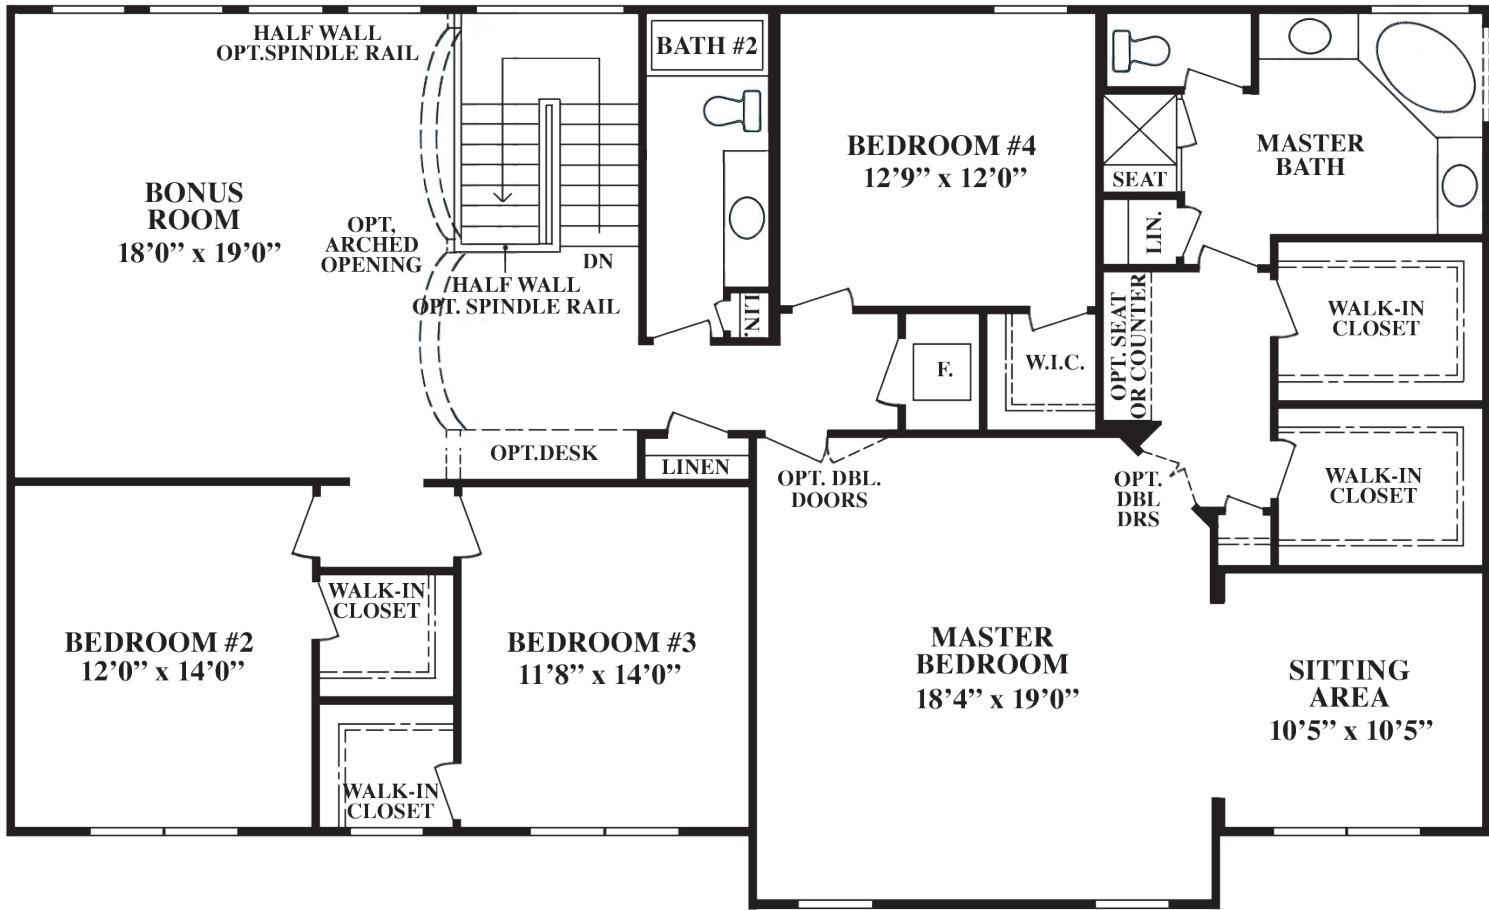 HALF WALL
OPT.SPINDLE RAIL
BONUS
ROOM
18’0” x 19’0”
OPT,
ARCHED
OPENING
DN
HALF WALL
OPT. SPINDLE RAIL
BATH #2
LIN.
BEDROOM #4
12’9” x 12’0”
SEAT
LIN.
MASTER
BATH
OPT. SEAT
OR COUNTER
WALK-IN
CLOSET
F.
W.I.C.
OPT.DESK
LINEN
OPT. DBL.
DOORS
OPT.
DBL
DRS
WALK-IN
CLOSET
BEDROOM #2
12’0” x 14’0”
WALK-IN
CLOSET
WALK-IN
CLOSET
BEDROOM #3
11’8” x 14’0”
MASTER
BEDROOM
18’4” x 19’0”
SITTING
AREA
10’5” x 10’5”